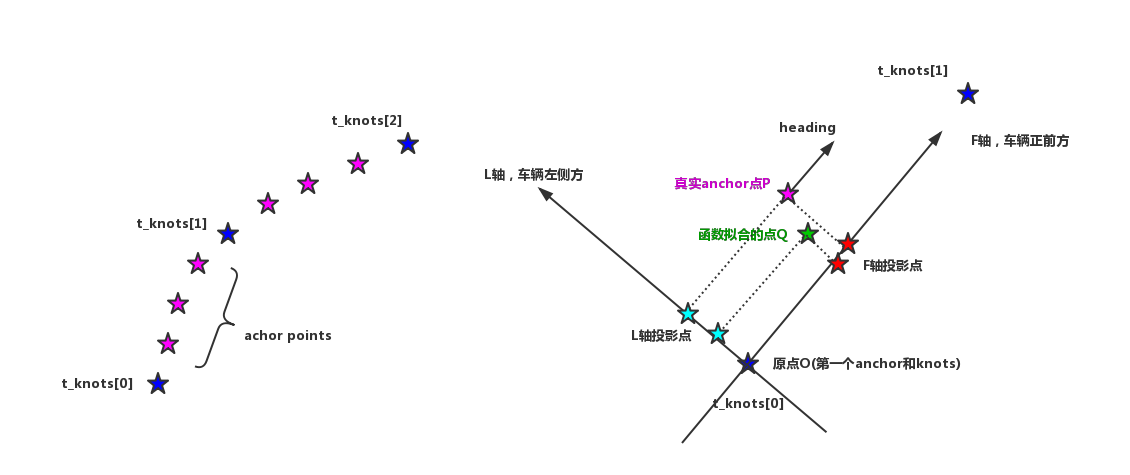 t_knots[2]
t_knots[1]
t_knots[0]
achor points
t_knots[1]
heading
F轴，车辆正前方
L轴，车辆左侧方
真实anchor点P
函数拟合的点Q
F轴投影点
L轴投影点
原点O(第一个anchor和knots)
t_knots[0]